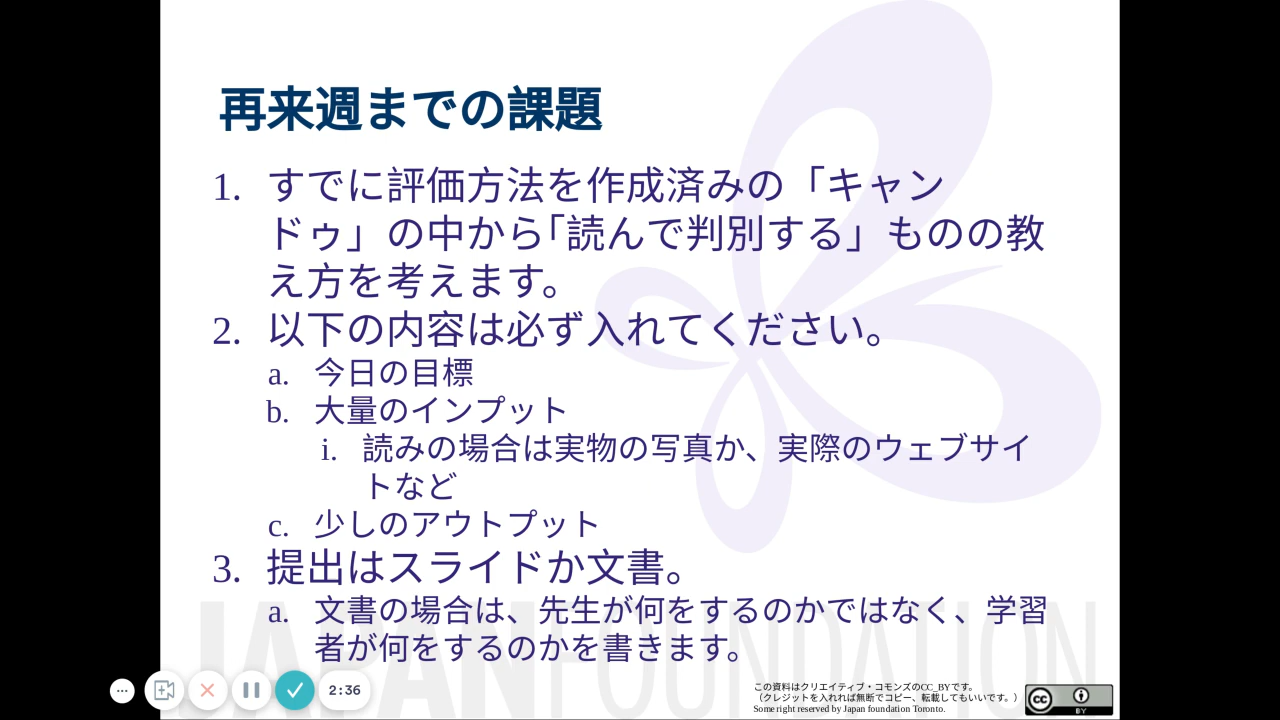 再来週までの課題
1. すでに評価方法を作成済みの「キャン
ドゥ」の中から｢読んで判別する」ものの教
え方を考えます。
2. 以下の内容は必ず入れてください。
a. 今日の目標
b. 大量のインプット
i. 読みの場合は実物の写真か、実際のウェブサイ
トなど
c. 少しのアウトプット
3. 提出はスライドか文書。
a. 文書の場合は、先生が何をするのかではなく、学習
者が何をするのかを書きます。
JAPANFOUNDATION
2:36
この資料はクリエイティブ・コモンズのCC_BYです。
（クレジットを入れれば無断でコピー、転載してもいいです。）
Some right reserved by Japan foundation Toronto.
cc
BY